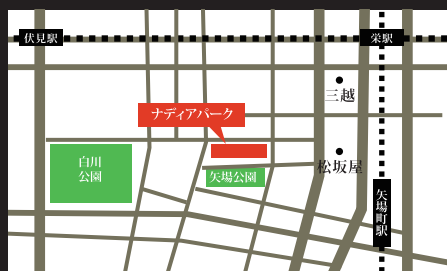 伏見駅
栄駅
三越
ナディアパーク
白川
公園
矢場公園
松坂屋
矢場町駅